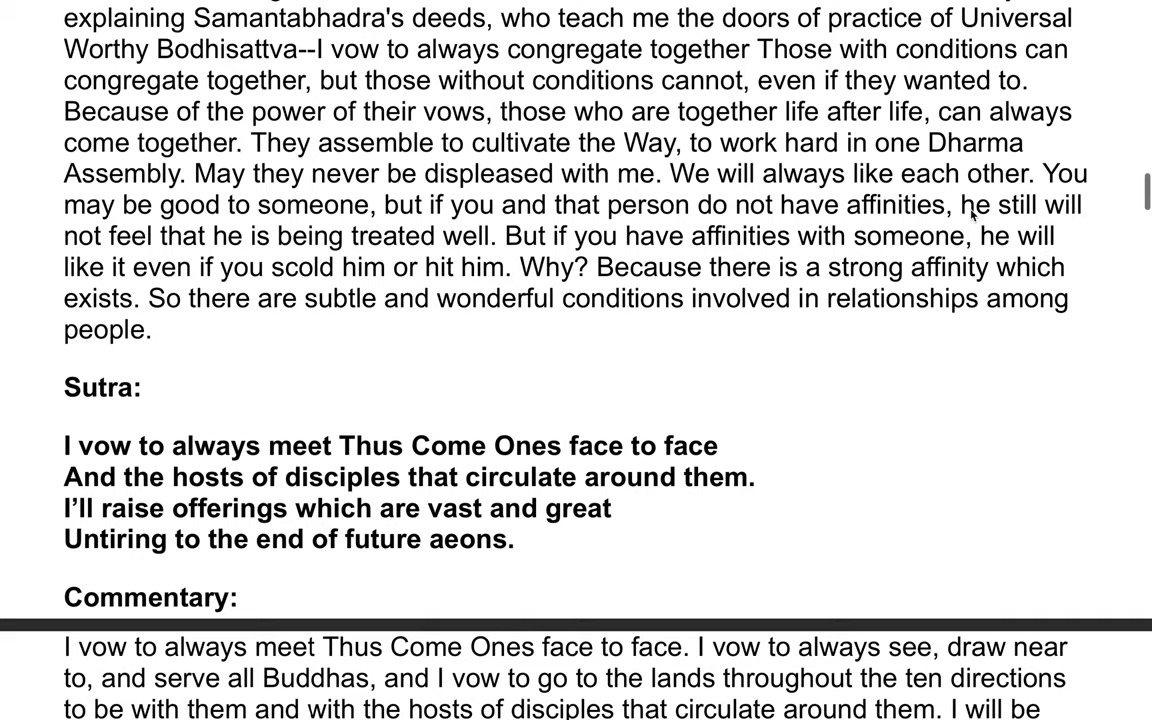 explaining Samantabhadra's deeds, who teach me the doors of practice of Universal
Worthy Bodhisattva--I vow to always congregate together Those with conditions can
congregate together, but those without conditions cannot, even if they wanted to.
Because of the power of their vows, those who are together life after life, can always
come together. They assemble to cultivate the Way, to work hard in one Dharma
Assembly. May they never be displeased with me. We will always like each other. You
may be good to someone, but if you and that person do not have affinities, he still will
not feel that he is being treated well. But if you have affinities with someone, he will
like it even if you scold him or hit him. Why? Because there is a strong affinity which
exists. So there are subtle and wonderful conditions involved in relationships among
people.
Sutra:
I vow to always meet Thus Come Ones face to face
And the hosts of disciples that circulate around them.
I’ll raise offerings which are vast and great
Untiring to the end of future aeons.
Commentary:
I vow to always meet Thus Come Ones face to face. I vow to always see, draw near
to, and serve all Buddhas, and I vow to go to the lands throughout the ten directions
to be with them and with the hosts of disciples that circulate around them. I will be